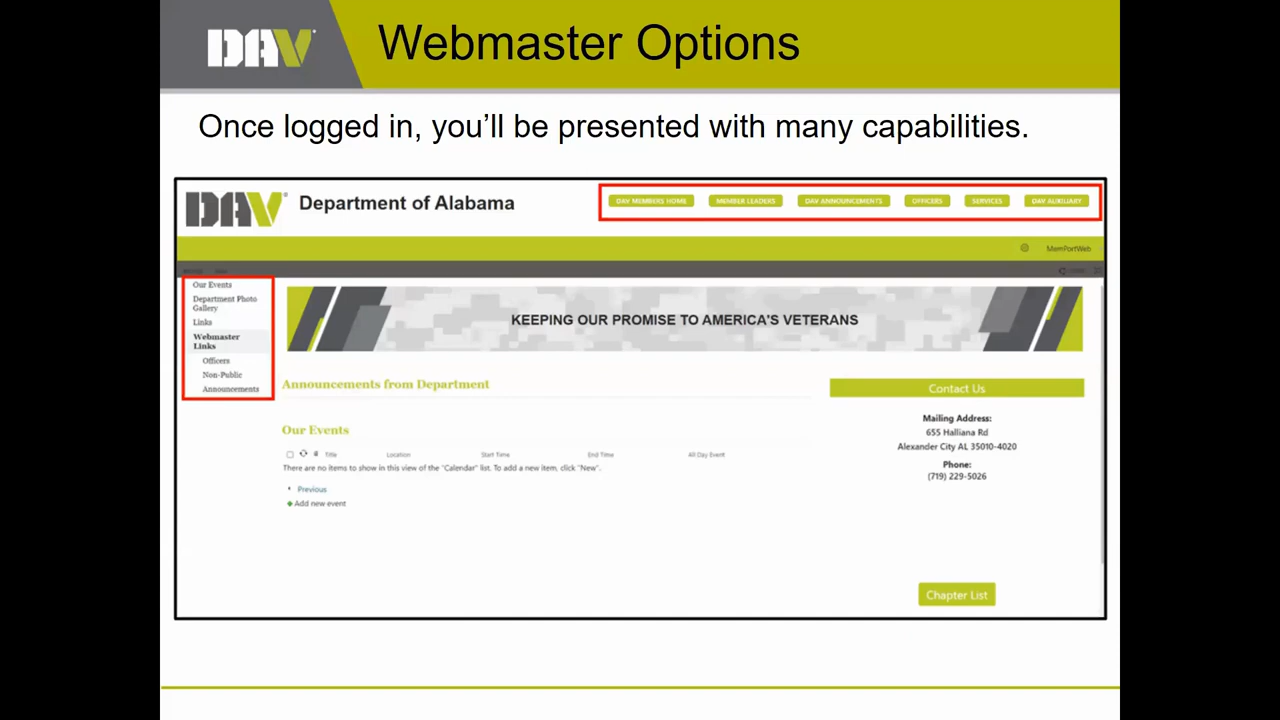 DAV
Webmaster Options
Once logged in, you'll be presented with many capabilities.
DAV
Department of Alabama
DAV MEMBERS HOME
MEMBER LEADERS
DAV ANNOUNCEMENTS
OFFICERS
SERVICES
DAV AUXILIARY
MemPortWeb
Our Events
Department Photo
Gallery
Links
Webmaster
Links
Officers
Non-Public
Announcements
KEEPING OUR PROMISE TO AMERICA'S VETERANS
Announcements from Department
Our Events
Title Location Start Time End Time All Day Event
There are no items to show in this view of the "Calendar" list. To add a new item, click "New".
Previous
Add new event
Contact Us
Mailing Address:
655 Halliana Rd
Alexander City AL 35010-4020
Phone:
(719) 229-5026
Chapter List